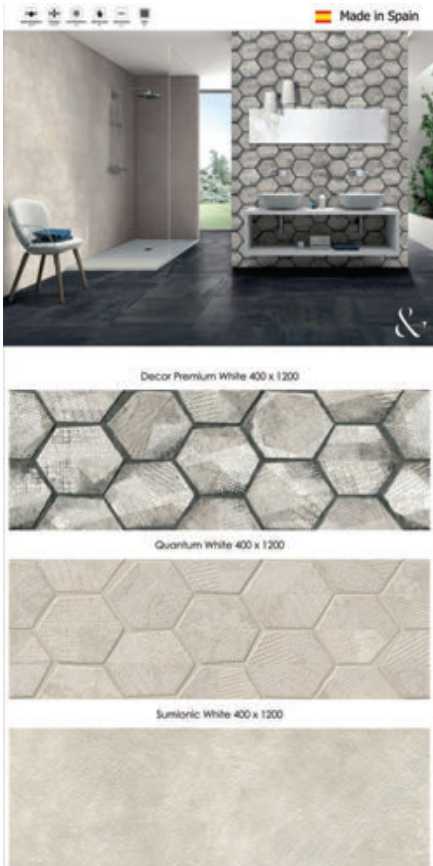 Made in Spain
&
Decor Premium White 400 x 1200
Quantum White 400 x 1200
Sumionic White 400 x 1200